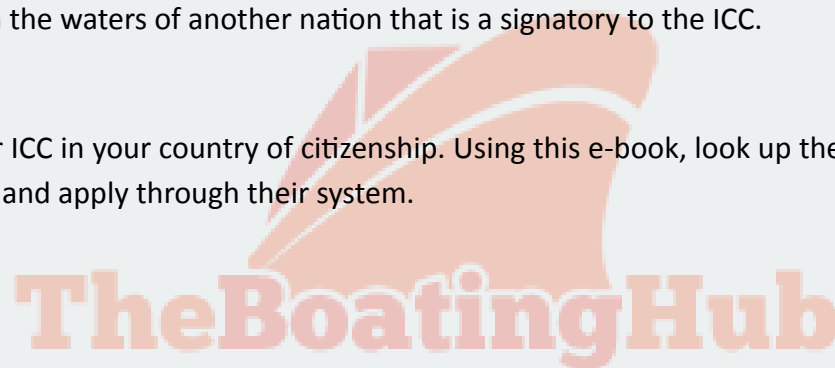 the waters of another nation that is a signatory to the ICC.
ICC in your country of citizenship. Using this e-book, look up the
and apply through their system.
TheBoatingHub